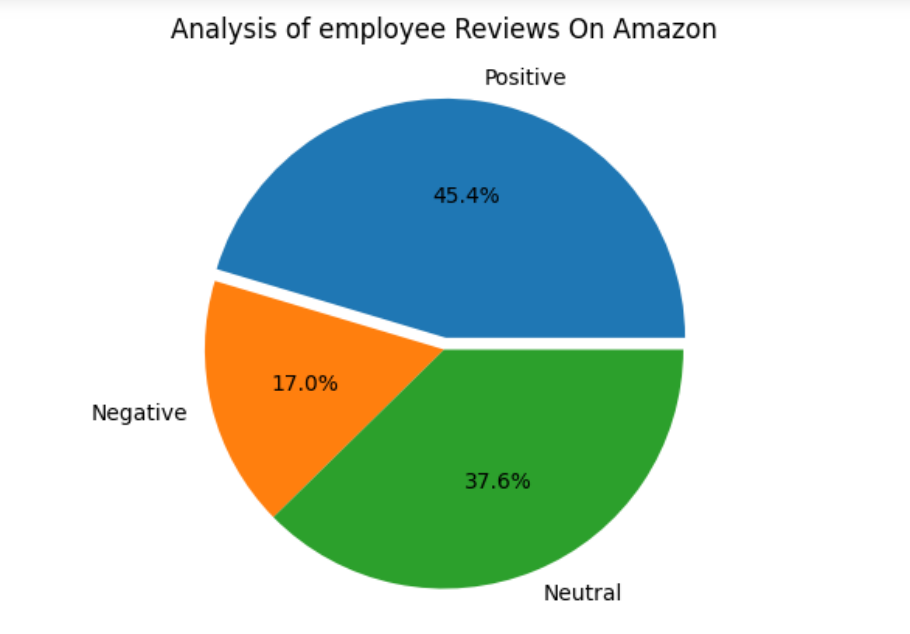 Analysis of employee Reviews On Amazon
Positive
45.4%
17.0%
Negative
37.6%
Neutral